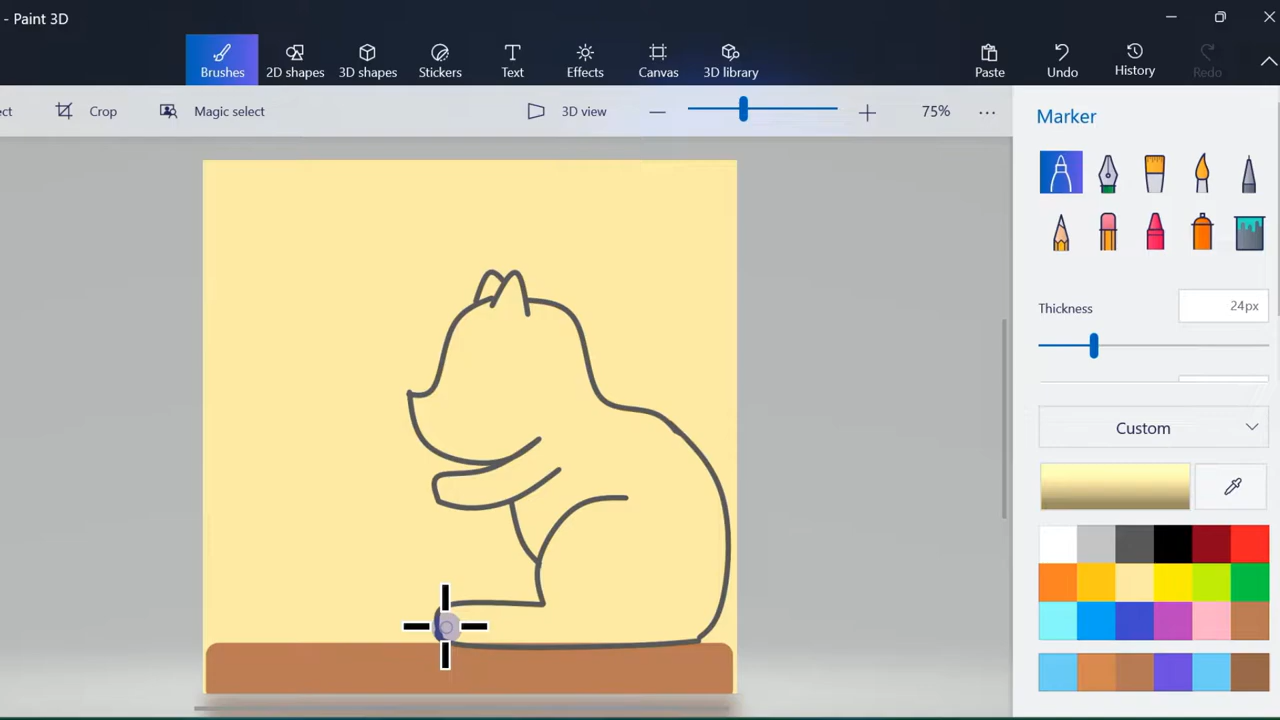 - Paint 3D
Brushes
2D shapes
3D shapes
Stickers
Text
Effects
Canvas
3D library
Paste
Undo
History
Redo
ect
Crop
Magic select
3D view
75%
Marker
Thickness
24px
Custom